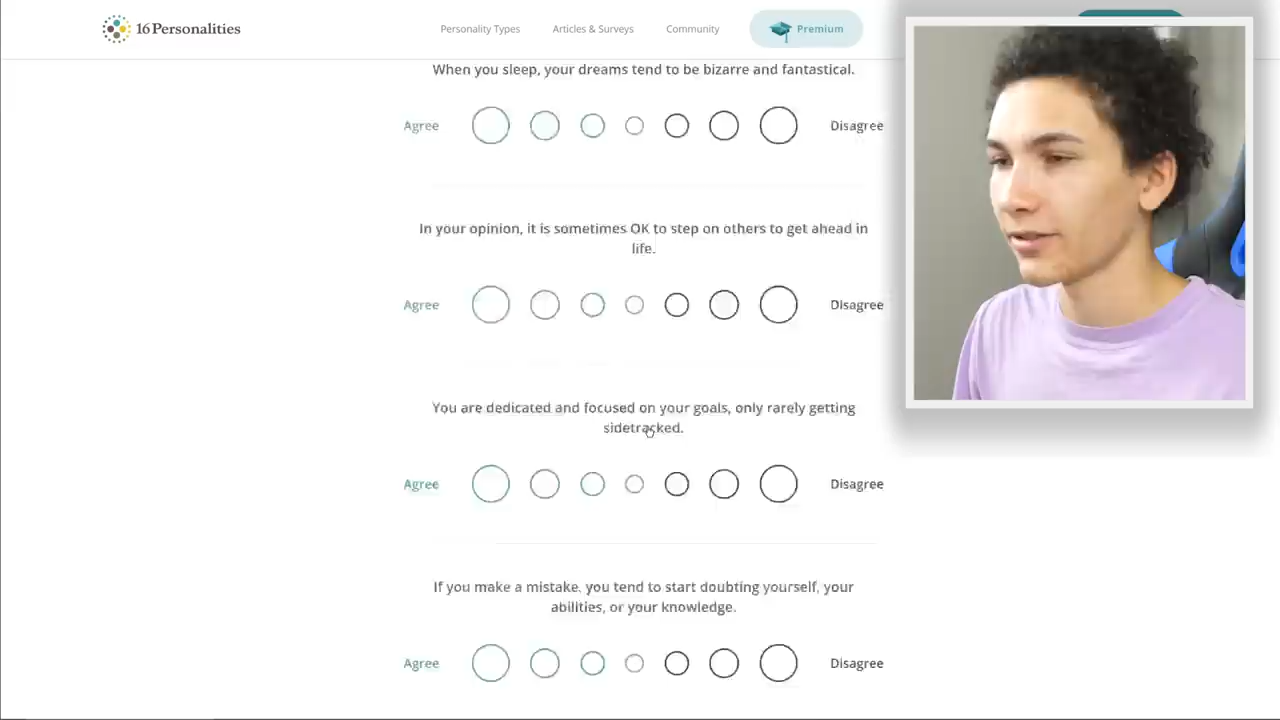 16Personalities
Personality Types Articles & Surveys Community Premium
When you sleep, your dreams tend to be bizarre and fantastical.
Agree Disagree
In your opinion, it is sometimes OK to step on others to get ahead in
life.
Agree Disagree
You are dedicated and focused on your goals, only rarely getting
sidetracked.
Agree Disagree
If you make a mistake, you tend to start doubting yourself, your
abilities, or your knowledge.
Agree Disagree